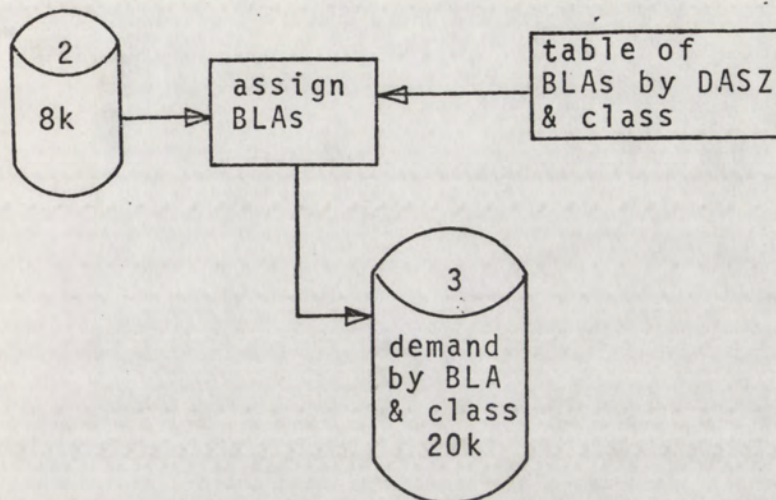 2
8k
assign
BLAs
table of
BLAs by DASZ
& class
3
demand
by BLA
& class
20k